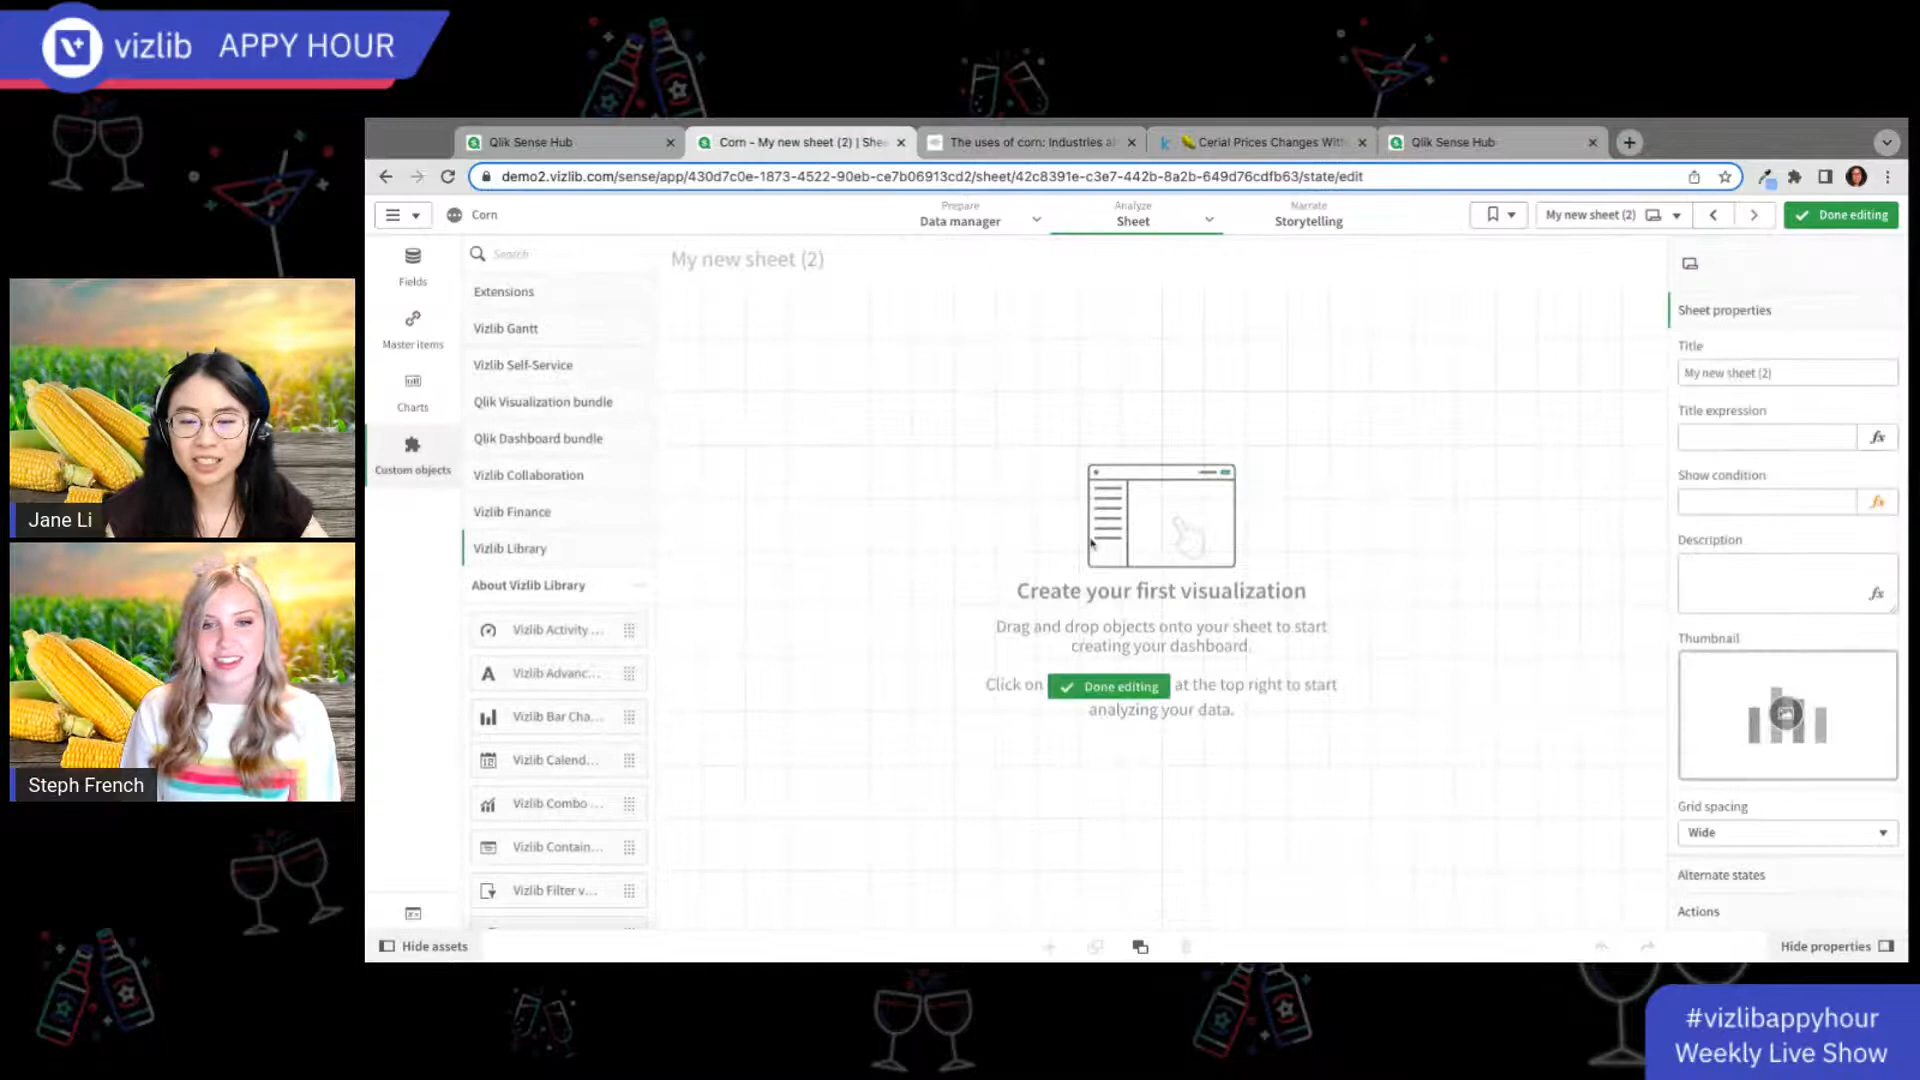 vizlib APPY HOUR
Qlik Sense Hub
Corn - My new sheet (2) | Shee
The uses of corn: Industries al
Cerial Prices Changes With
Qlik Sense Hub
demo2.vizlib.com/sense/app/430d7c0e-1873-4522-90eb-ce7b06913cd2/sheet/42c8391e-c3e7-442b-8a2b-649d76cdfb63/state/edit
Corn
Prepare
Data manager
Analyze
Sheet
Narrate
Storytelling
My new sheet (2)
Done editing
Fields
Master items
Charts
Custom objects
Search
Extensions
Vizlib Gantt
Vizlib Self-Service
Qlik Visualization bundle
Qlik Dashboard bundle
Vizlib Collaboration
Vizlib Finance
Vizlib Library
About Vizlib Library
Vizlib Activity ...
Vizlib Advanc...
Vizlib Bar Cha...
Vizlib Calend...
Vizlib Combo ...
Vizlib Contain...
Vizlib Filter v...
My new sheet (2)
Create your first visualization
Drag and drop objects onto your sheet to start
creating your dashboard.
Click on Done editing at the top right to start
analyzing your data.
Sheet properties
Title
My new sheet (2)
Title expression
fx
Show condition
fx
Description
fx
Thumbnail
Grid spacing
Wide
Alternate states
Actions
Hide assets
Hide properties
Jane Li
Steph French
#vizlibappyhour
Weekly Live Show